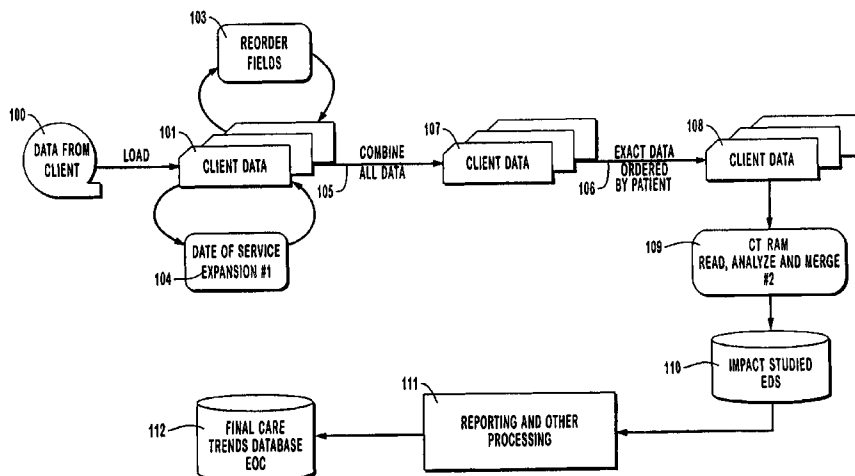 103
REORDER
FIELDS
100
DATA FROM
CLIENT
LOAD
101
CLIENT DATA
COMBINE
ALL DATA
105
107
CLIENT DATA
EXACT DATA
ORDERED
BY PATIENT
106
108
CLIENT DATA
DATE OF SERVICE
EXPANSION #1
104
109
CT RAM
READ, ANALYZE AND MERGE
#2
110
IMPACT STUDIED
EDS
111
REPORTING AND OTHER
PROCESSING
112
FINAL CARE
TRENDS DATABASE
EOC